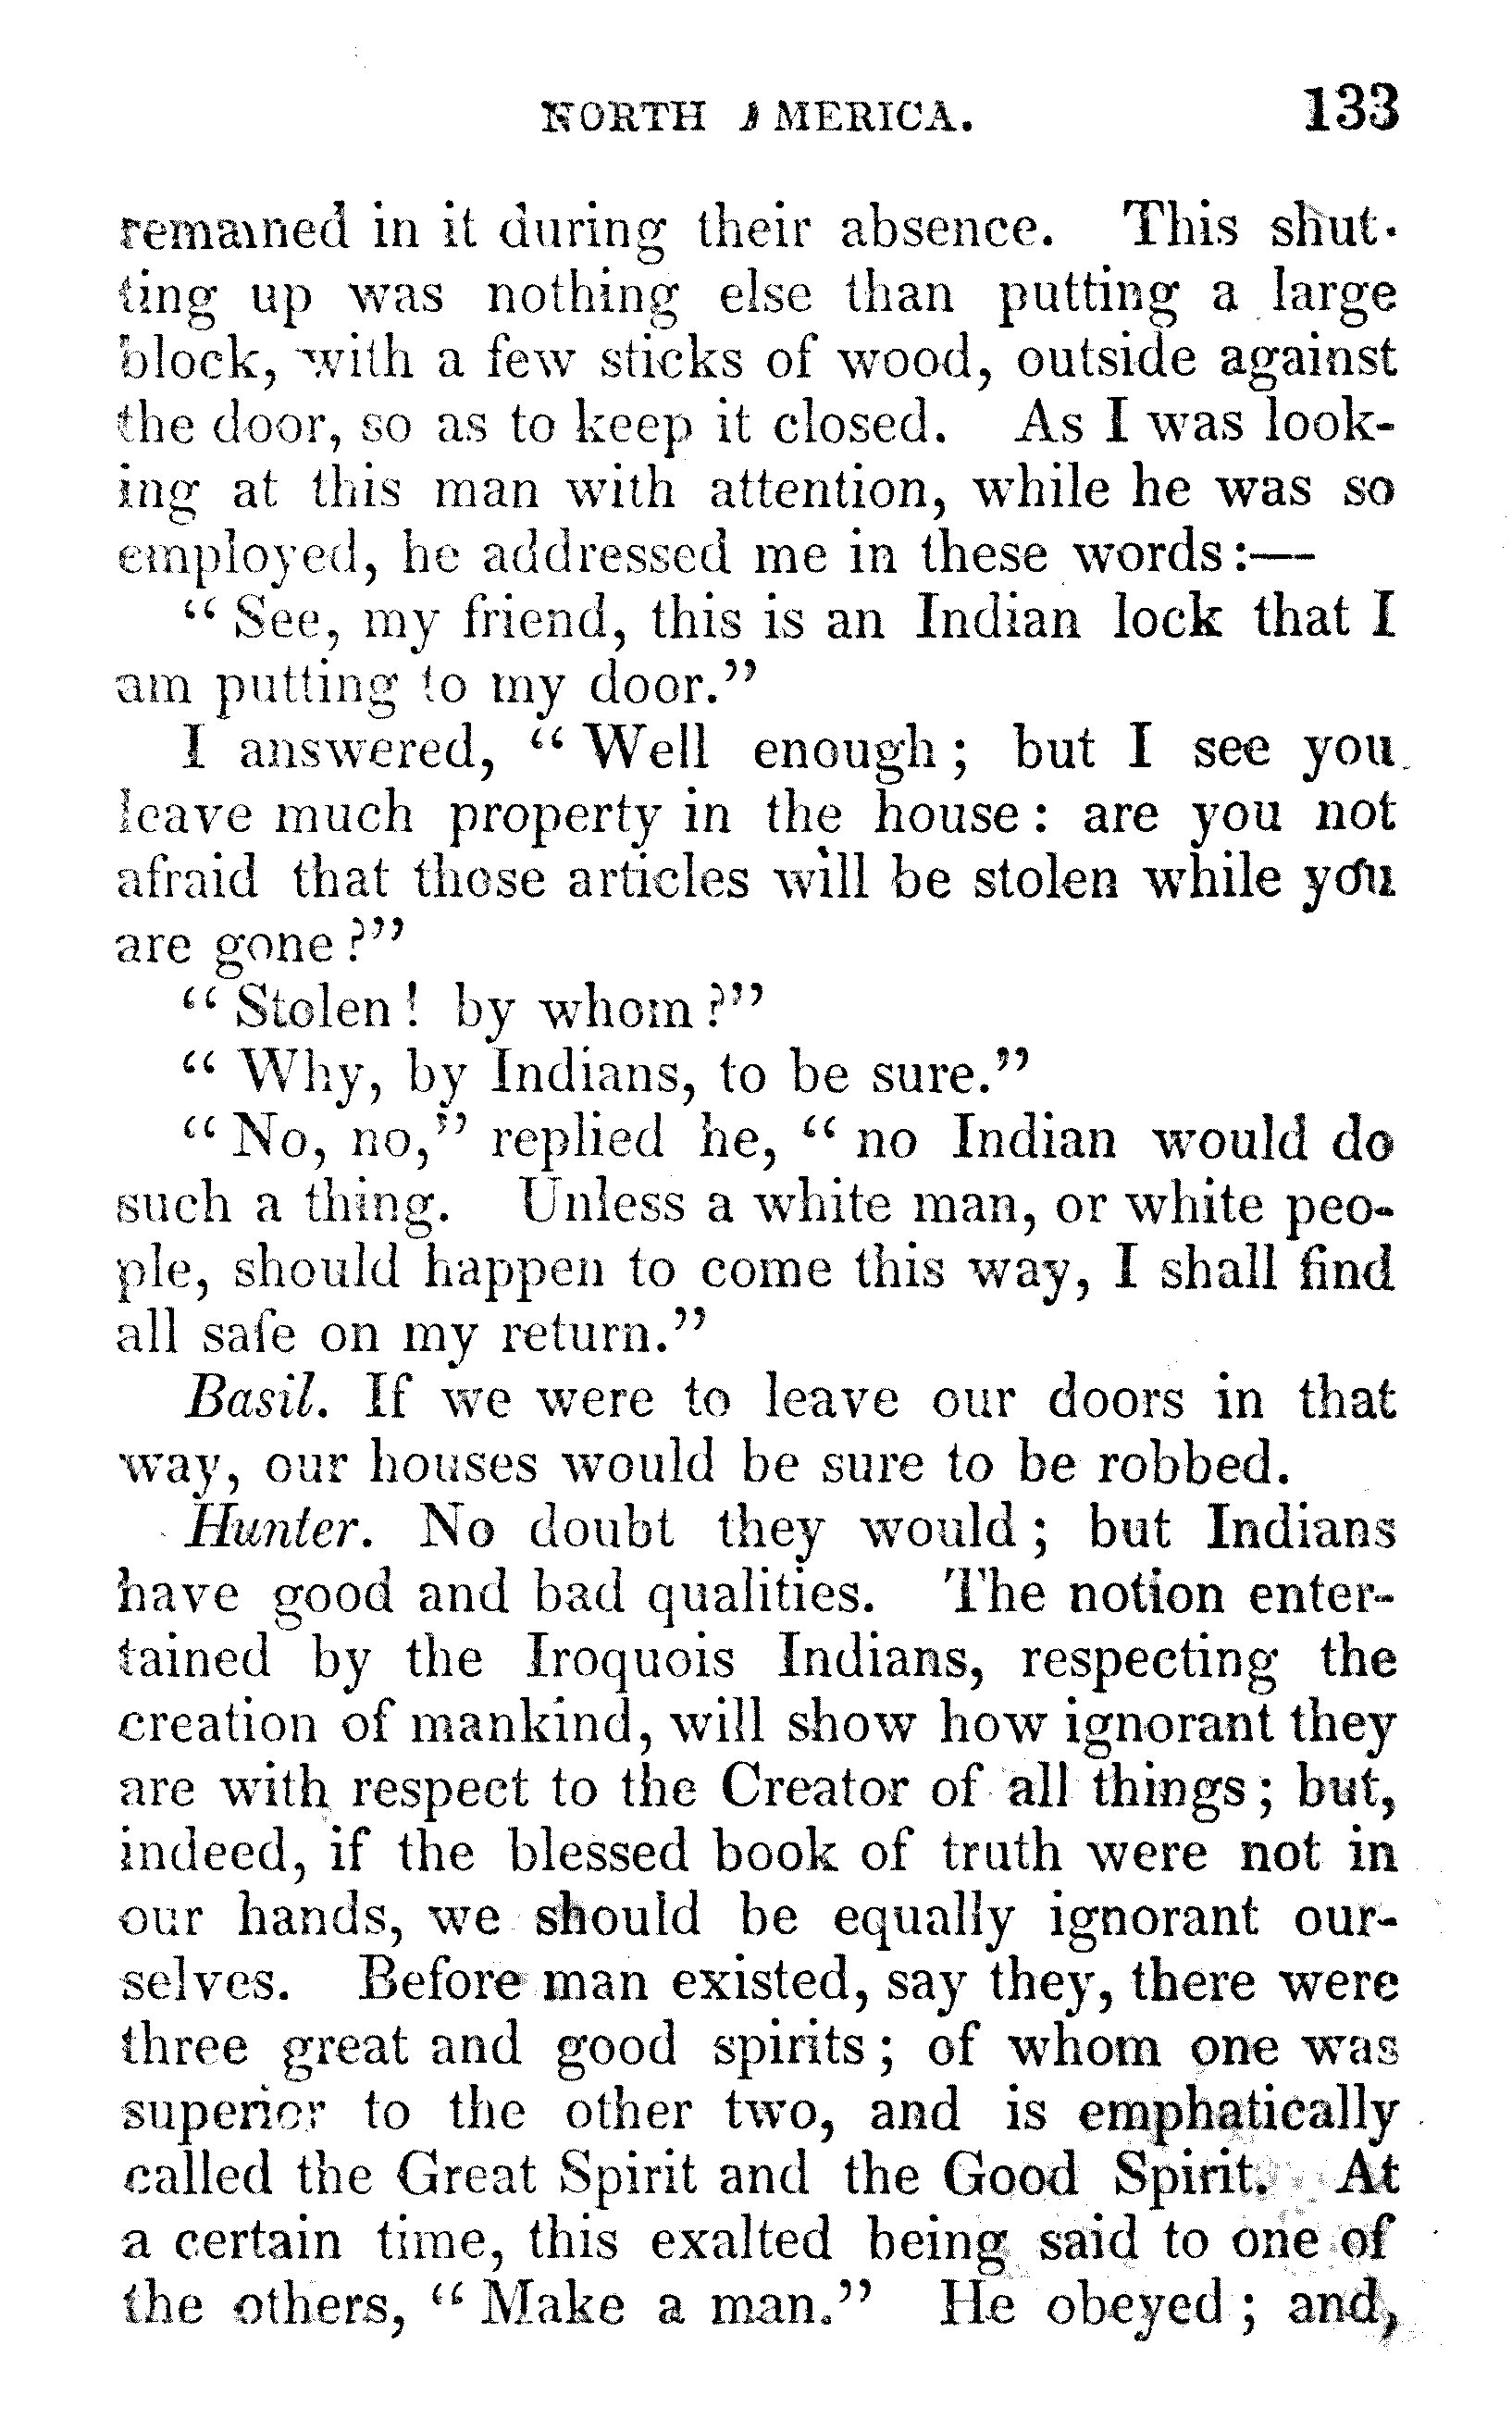 NORTH AMERICA. 133
remained in it during their absence. This shut-
ting up was nothing else than putting a large
block, with a few sticks of wood, outside against
the door, so as to keep it closed. As I was look-
ing at this man with attention, while he was so
employed, he addressed me in these words:—
“ See, my friend, this is an Indian lock that I
am putting to my door.”
I answered, “ Well enough ; but I see you
leave much property in the house : are you not
afraid that those articles will be stolen while you
are gone ?”
“ Stolen ! by whom ?”
“ Why, by Indians, to be sure.”
“ No, no,” replied he, “ no Indian would do
such a thing. Unless a white man, or white peo-
ple, should happen to come this way, I shall find
all safe on my return.”
Basil. If we were to leave our doors in that
way, our houses would be sure to be robbed.
Hunter. No doubt they would ; but Indians
have good and bad qualities. The notion enter-
tained by the Iroquois Indians, respecting the
creation of mankind, will show how ignorant they
are with respect to the Creator of all things ; but,
indeed, if the blessed book of truth were not in
our hands, we should be equally ignorant our-
selves. Before man existed, say they, there were
three great and good spirits ; of whom one was
superior to the other two, and is emphatically
called the Great Spirit and the Good Spirit. At
a certain time, this exalted being said to one of
the others, “ Make a man.” He obeyed ; and,